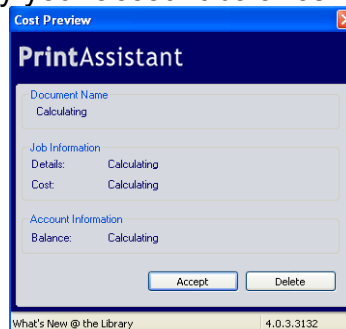 Cost Preview
PrintAssistant
Document Name
Calculating
Job Information
Details: Calculating
Cost: Calculating
Account Information
Balance: Calculating
Accept Delete
What's New @ the Library 4.0.3.3132